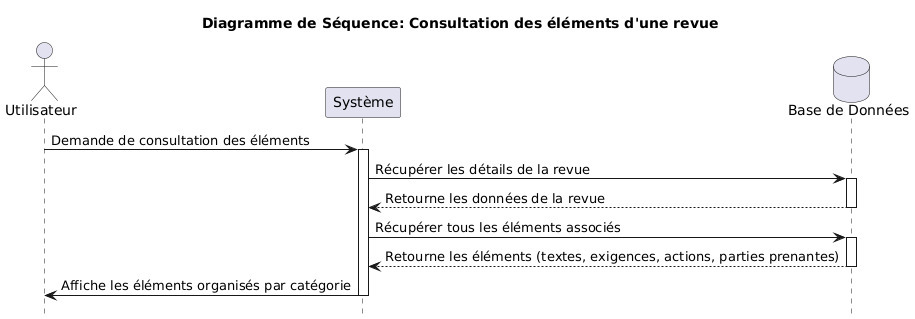 Diagramme de Séquence: Consultation des éléments d'une revue
Utilisateur
Système
Base de Données
Demande de consultation des éléments
Récupérer les détails de la revue
Retourne les données de la revue
Récupérer tous les éléments associés
Retourne les éléments (textes, exigences, actions, parties prenantes)
Affiche les éléments organisés par catégorie